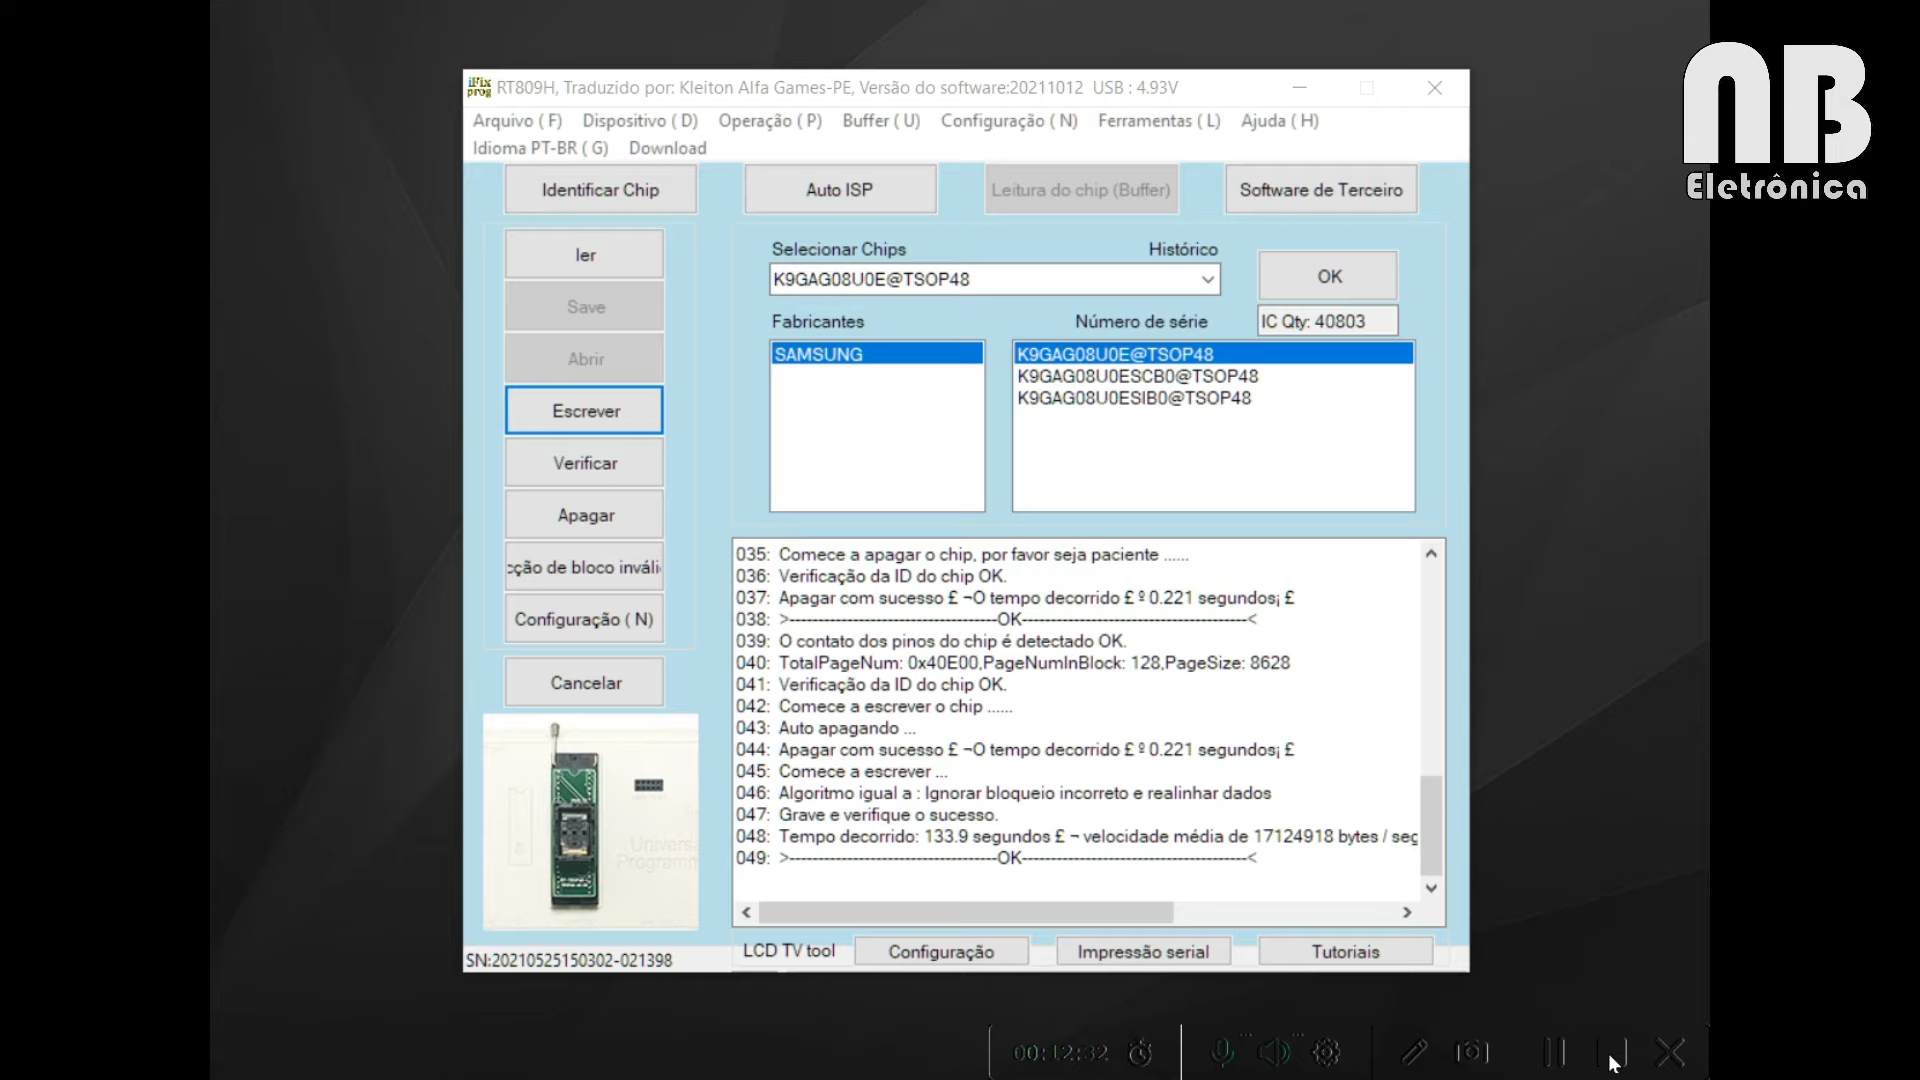 NB
Eletrônica
iFix
prog
RT809H, Traduzido por: Kleiton Alfa Games-PE, Versão do software:20211012 USB : 4.93V
Arquivo ( F) Dispositivo ( D) Operação ( P) Buffer ( U) Configuração ( N) Ferramentas ( L) Ajuda ( H)
Idioma PT-BR ( G) Download
Identificar Chip
Auto ISP
Leitura do chip (Buffer)
Software de Terceiro
ler
Save
Abrir
Escrever
Verificar
Apagar
cção de bloco inváli
Configuração ( N)
Cancelar
Selecionar Chips
Histórico
K9GAG08U0E@TSOP48
OK
Fabricantes
Número de série
IC Qty: 40803
SAMSUNG
K9GAG08U0E@TSOP48
K9GAG08U0ESCB0@TSOP48
K9GAG08U0ESIB0@TSOP48
035: Comece a apagar o chip, por favor seja paciente ......
036: Verificação da ID do chip OK.
037: Apagar com sucesso £ ¬O tempo decorrido £ º 0.221 segundos¡ £
038: >-----------------------------------OK---------------------------------------<
039: O contato dos pinos do chip é detectado OK.
040: TotalPageNum: 0x40E00,PageNumInBlock: 128,PageSize: 8628
041: Verificação da ID do chip OK.
042: Comece a escrever o chip ......
043: Auto apagando ...
044: Apagar com sucesso £ ¬O tempo decorrido £ º 0.221 segundos¡ £
045: Comece a escrever ...
046: Algoritmo igual a : Ignorar bloqueio incorreto e realinhar dados
047: Grave e verifique o sucesso.
048: Tempo decorrido: 133.9 segundos £ ¬ velocidade média de 17124918 bytes / seg
049: >-----------------------------------OK---------------------------------------<
Universa
Programm
SN:20210525150302-021398
LCD TV tool
Configuração
Impressão serial
Tutoriais
00:12:32